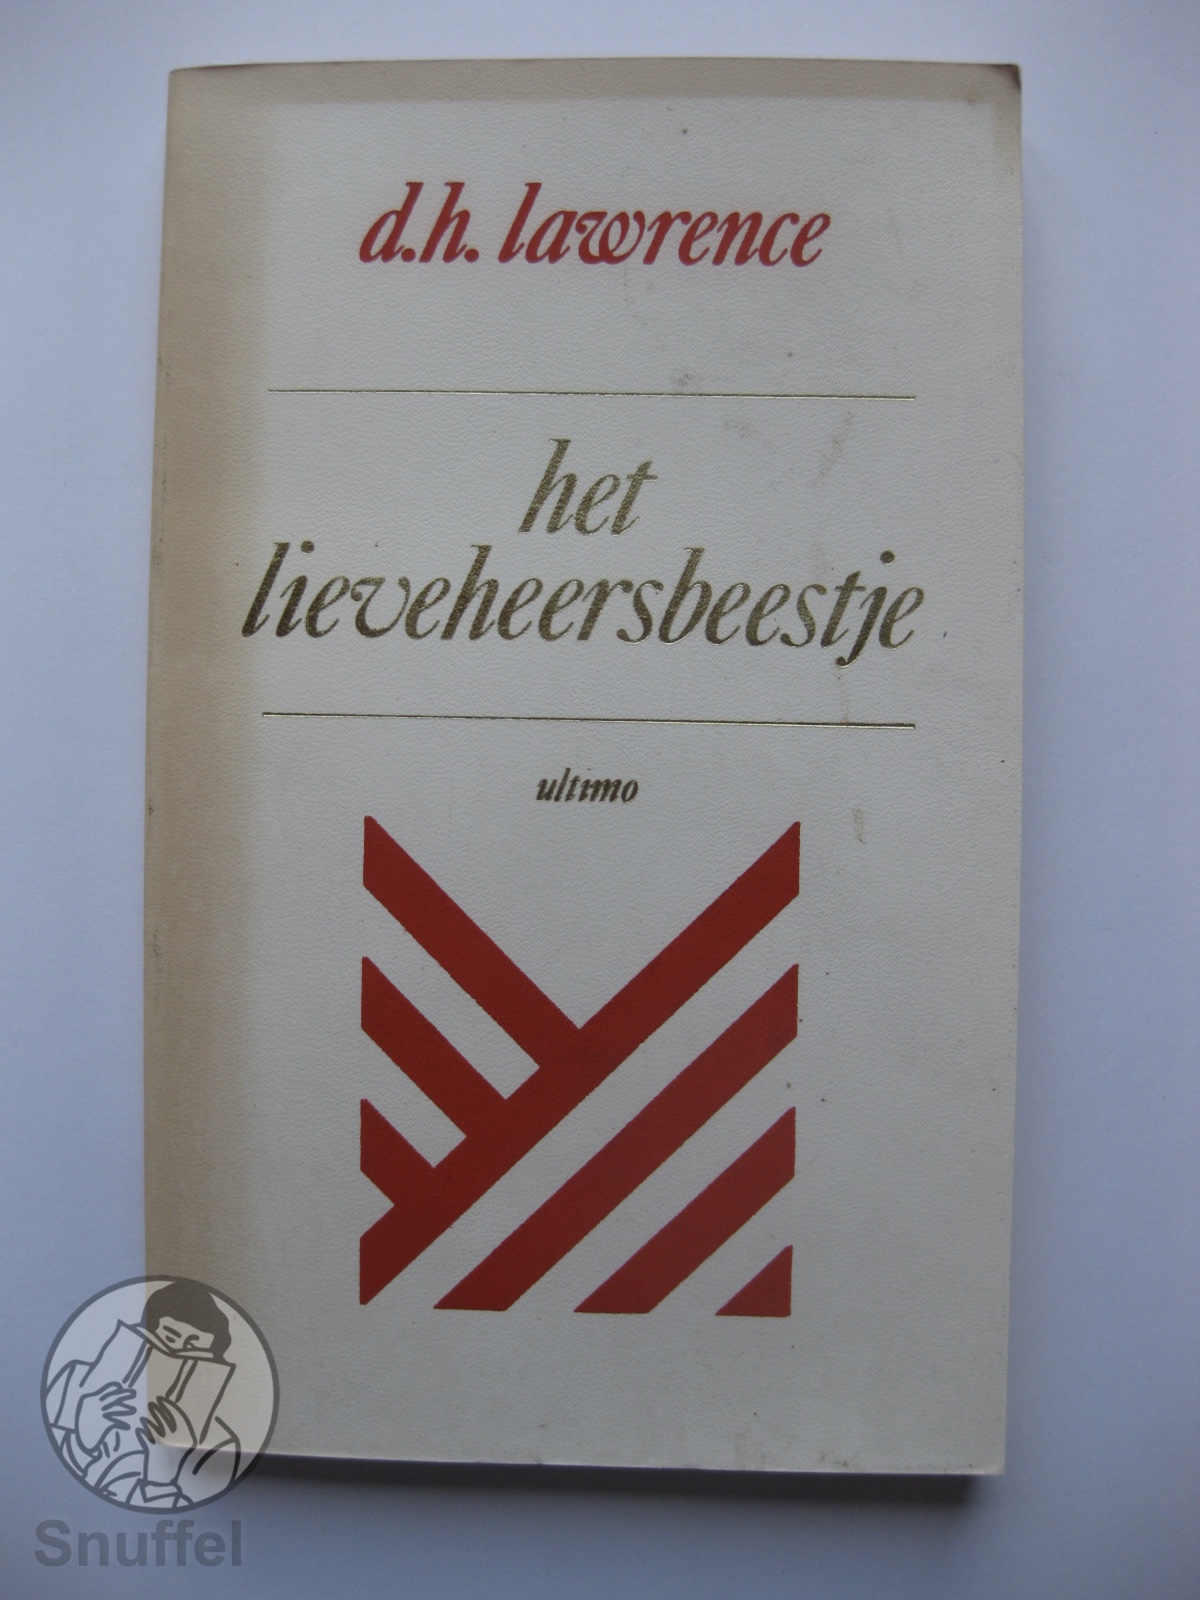 d.h. lawrence
het
lieveheersbeestje
ultimo
Snuffel